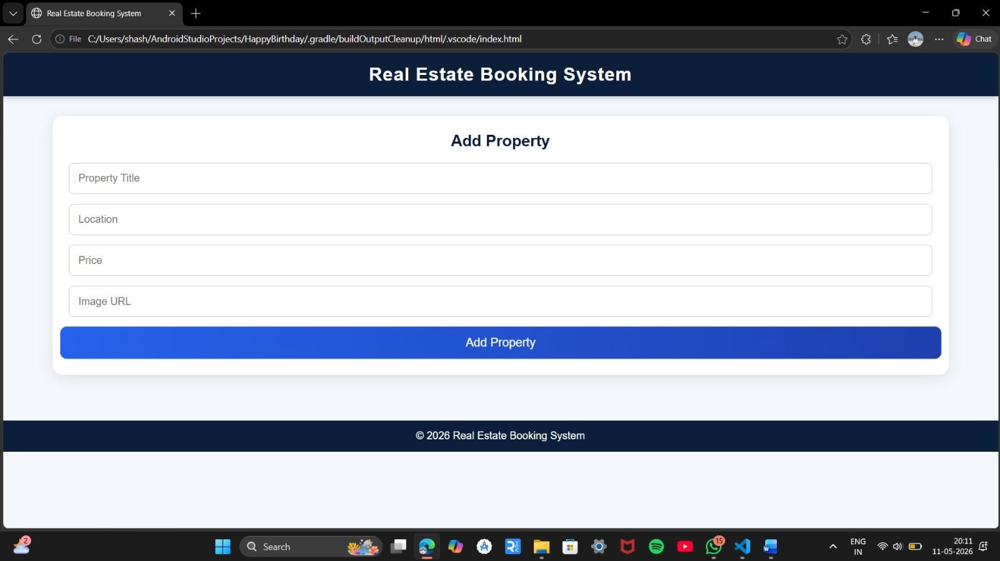 Real Estate Booking System
File C:/Users/shash/AndroidStudioProjects/HappyBirthday/.gradle/buildOutputCleanup/html/.vscode/index.html
Chat
Real Estate Booking System
Add Property
Property Title
Location
Price
Image URL
Add Property
© 2026 Real Estate Booking System
2
Search
15
ENG
IN
20:11
11-05-2026